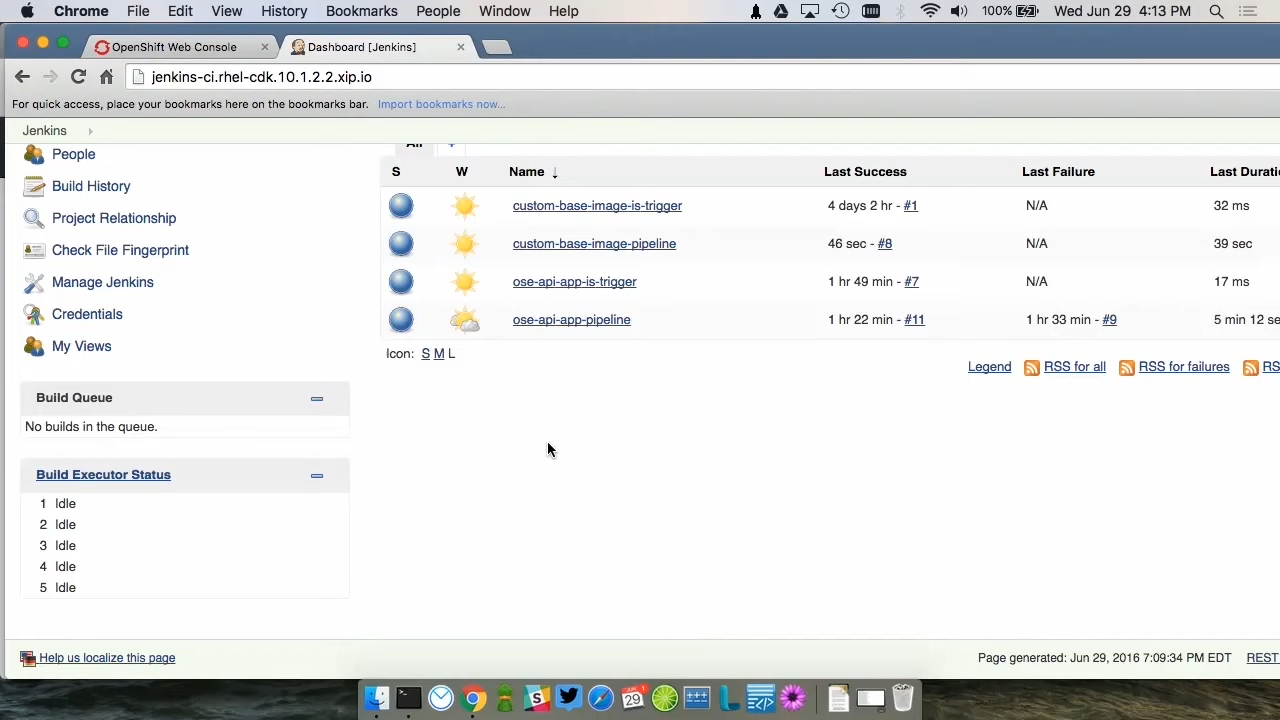 Chrome File Edit View History Bookmarks People Window Help 100% Wed Jun 29 4:13 PM
OpenShift Web Console × Dashboard [Jenkins] ×
jenkins-ci.rhel-cdk.10.1.2.2.xip.io
For quick access, place your bookmarks here on the bookmarks bar. Import bookmarks now...
Jenkins
All +
People
S W Name ↓ Last Success Last Failure Last Durati
Build History
custom-base-image-is-trigger 4 days 2 hr - #1 N/A 32 ms
Project Relationship
custom-base-image-pipeline 46 sec - #8 N/A 39 sec
Check File Fingerprint
ose-api-app-is-trigger 1 hr 49 min - #7 N/A 17 ms
Manage Jenkins
ose-api-app-pipeline 1 hr 22 min - #11 1 hr 33 min - #9 5 min 12 se
Credentials
My Views
Icon: S M L
Legend RSS for all RSS for failures RS
Build Queue
No builds in the queue.
Build Executor Status
1 Idle
2 Idle
3 Idle
4 Idle
5 Idle
Help us localize this page Page generated: Jun 29, 2016 7:09:34 PM EDT REST
29